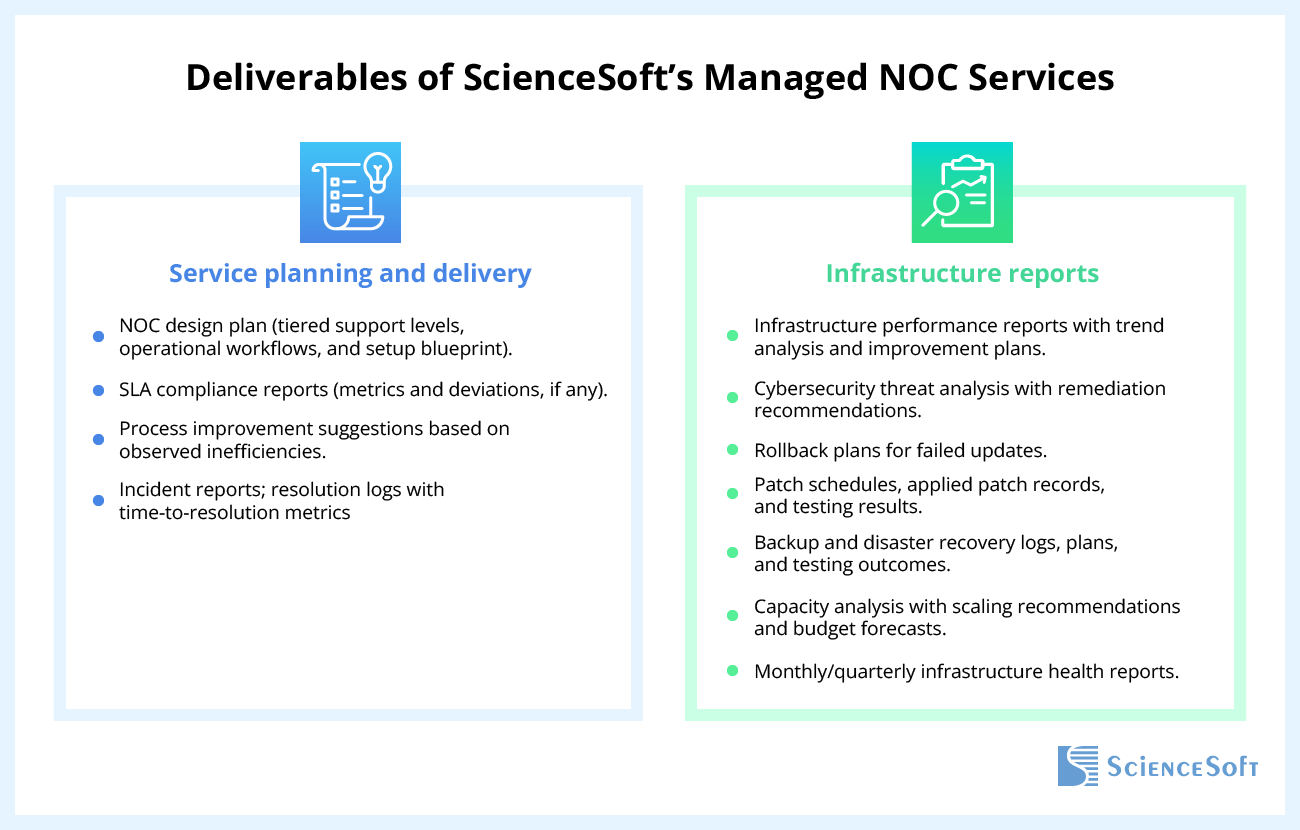 Deliverables of ScienceSoft’s Managed NOC Services
Service planning and delivery
NOC design plan (tiered support levels,
operational workflows, and setup blueprint).
SLA compliance reports (metrics and deviations, if any).
Process improvement suggestions based on
observed inefficiencies.
Incident reports; resolution logs with
time-to-resolution metrics
Infrastructure reports
Infrastructure performance reports with trend
analysis and improvement plans.
Cybersecurity threat analysis with remediation
recommendations.
Rollback plans for failed updates.
Patch schedules, applied patch records,
and testing results.
Backup and disaster recovery logs, plans,
and testing outcomes.
Capacity analysis with scaling recommendations
and budget forecasts.
Monthly/quarterly infrastructure health reports.
ScienceSoft